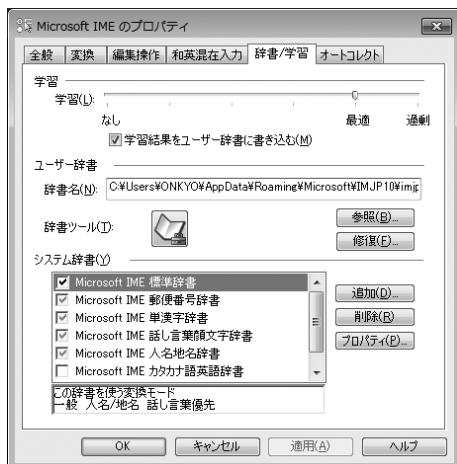 Microsoft IME のプロパティ
全般 変換 編集操作 和英混在入力 辞書/学習 オートコレクト
学習
学習(L):
なし 最適 過剰
学習結果をユーザー辞書に書き込む(M)
ユーザー辞書
辞書名(N): C:¥Users¥ONKYO¥AppData¥Roaming¥Microsoft¥IMJP10¥imjp
辞書ツール(T):
参照(B)...
修復(E)...
システム辞書(Y)
Microsoft IME 標準辞書
Microsoft IME 郵便番号辞書
Microsoft IME 単漢字辞書
Microsoft IME 話し言葉顔文字辞書
Microsoft IME 人名地名辞書
Microsoft IME カタカナ語英語辞書
追加(D)...
削除(R)
プロパティ(P)...
この辞書を使う変換モード
一般 人名/地名 話し言葉優先
OK キャンセル 適用(A) ヘルプ